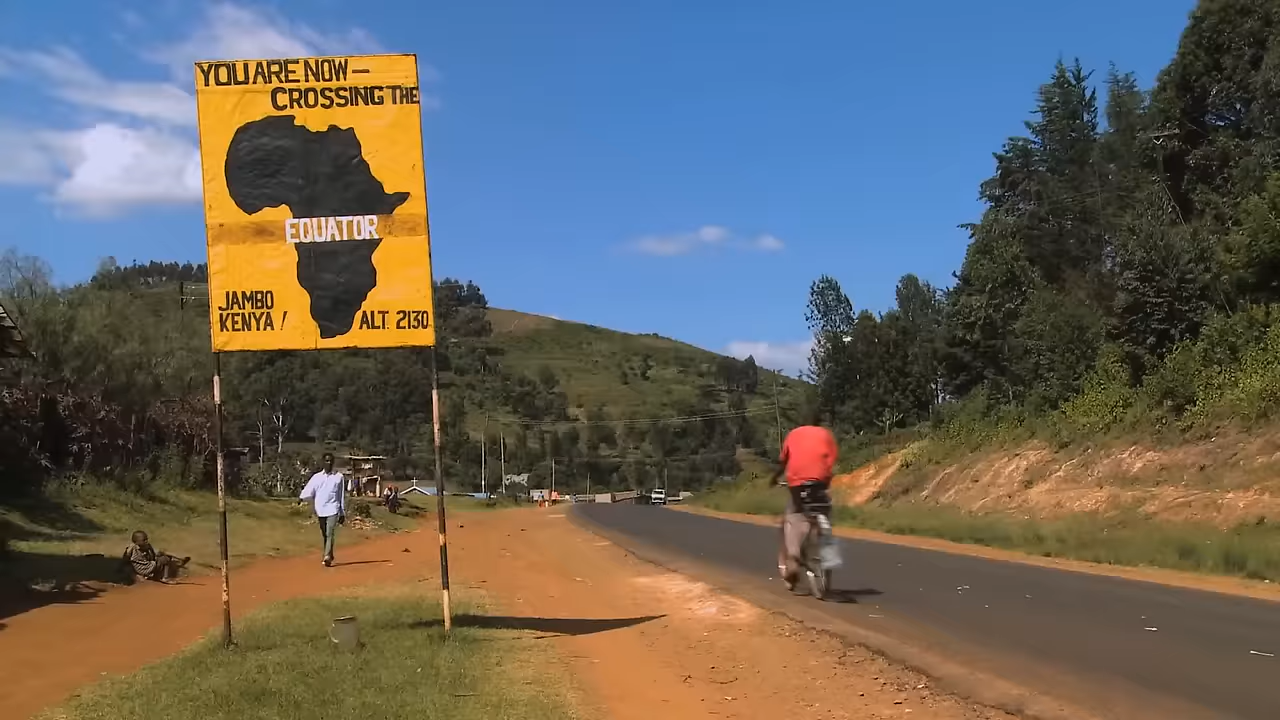 YOU ARE NOW—
CROSSING THE
EQUATOR
JAMBO
KENYA!
ALT. 2130